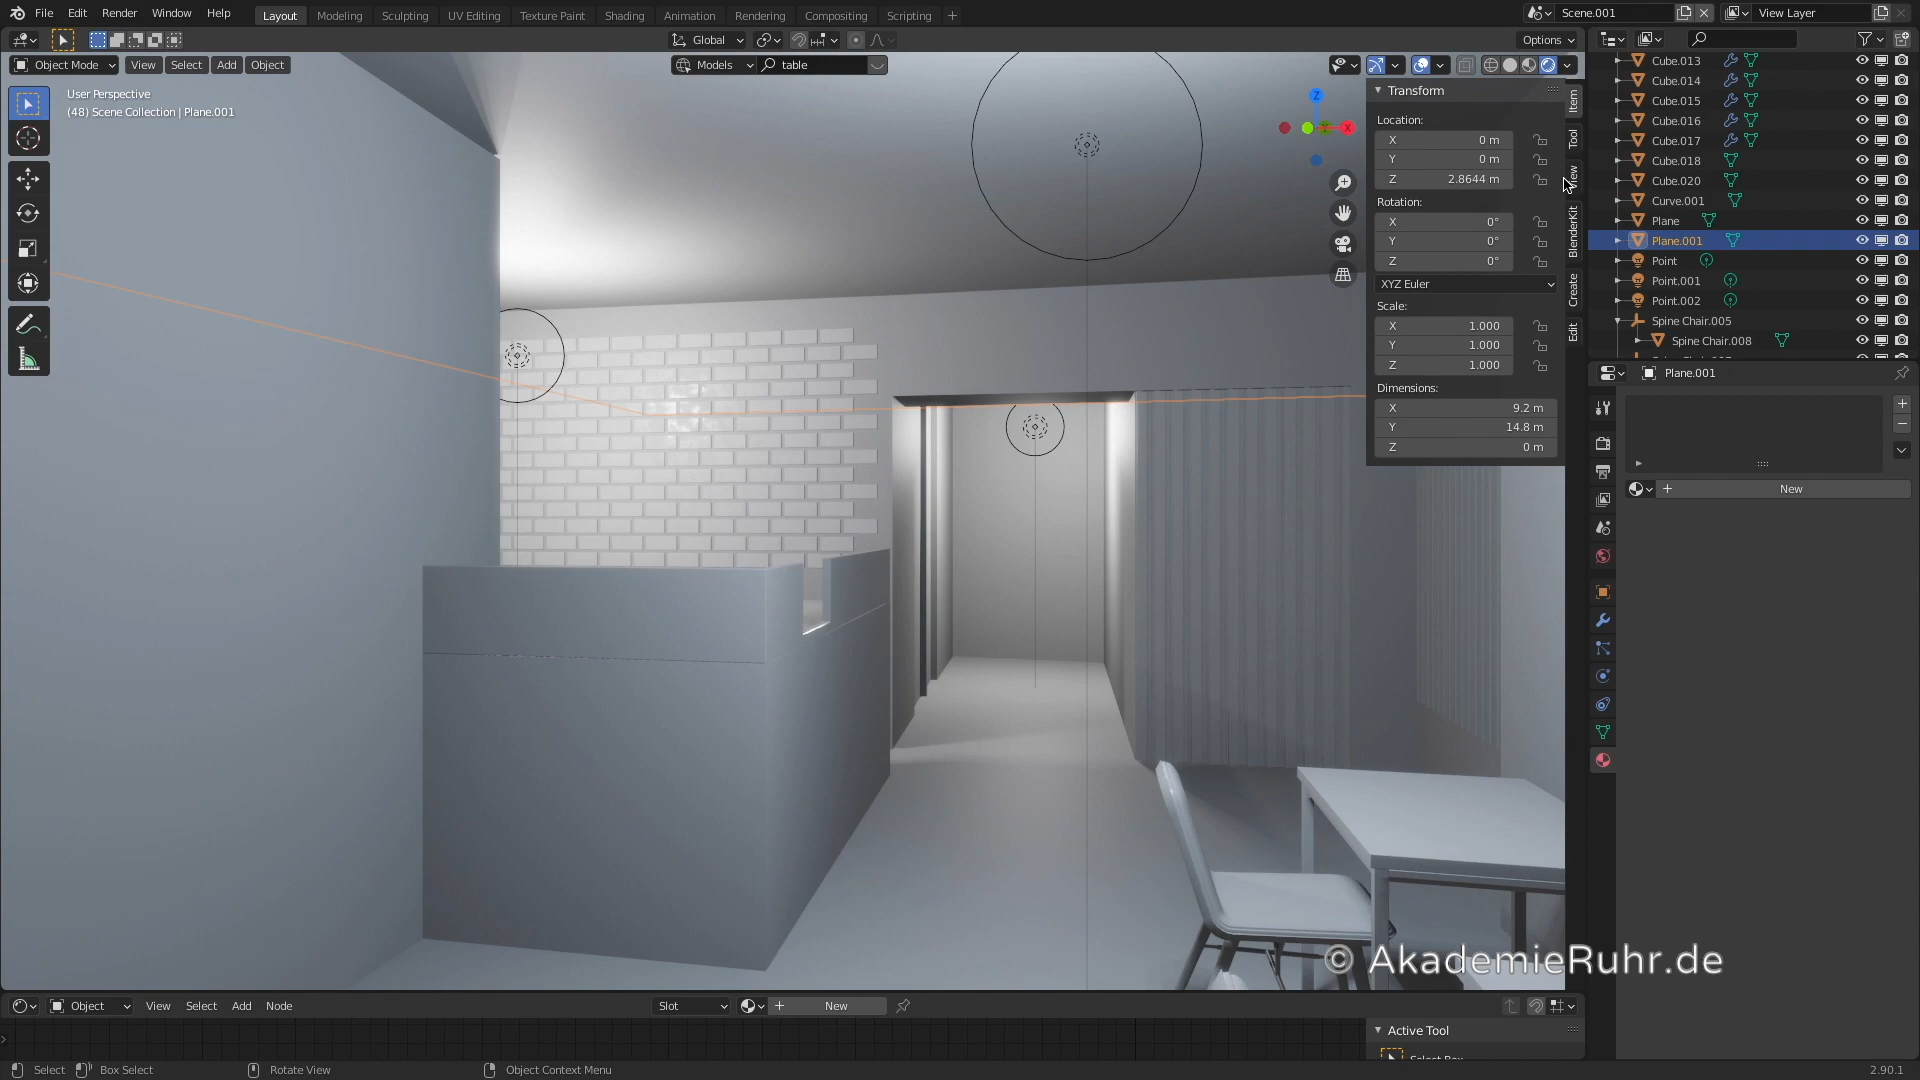 File Edit Render Window Help Layout Modeling Sculpting UV Editing Texture Paint Shading Animation Rendering Compositing Scripting + Scene.001 View Layer
Global Options
Object Mode View Select Add Object Models table
User Perspective
(48) Scene Collection | Plane.001
Z
X
Transform
Location:
X 0 m
Y 0 m
Z 2.8644 m
Rotation:
X 0°
Y 0°
Z 0°
XYZ Euler
Scale:
X 1.000
Y 1.000
Z 1.000
Dimensions:
X 9.2 m
Y 14.8 m
Z 0 m
Item
Tool
View
BlenderKit
Create
Edit
Cube.013
Cube.014
Cube.015
Cube.016
Cube.017
Cube.018
Cube.020
Curve.001
Plane
Plane.001
Point
Point.001
Point.002
Spine Chair.005
Spine Chair.008
Plane.001
+ New
© AkademieRuhr.de
Object View Select Add Node Slot + New
Active Tool
Select Box
Select Box Select Rotate View Object Context Menu 2.90.1